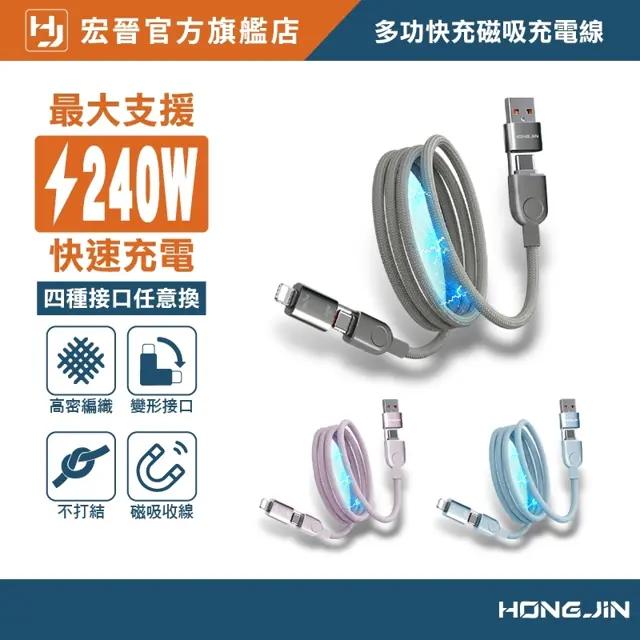 HJ 宏晉官方旗艦店
多功快充磁吸充電線
最大支援
240W
快速充電
四種接口任意換
高密編織
變形接口
不打結
磁吸收線
HONGJIN
HONGJIN